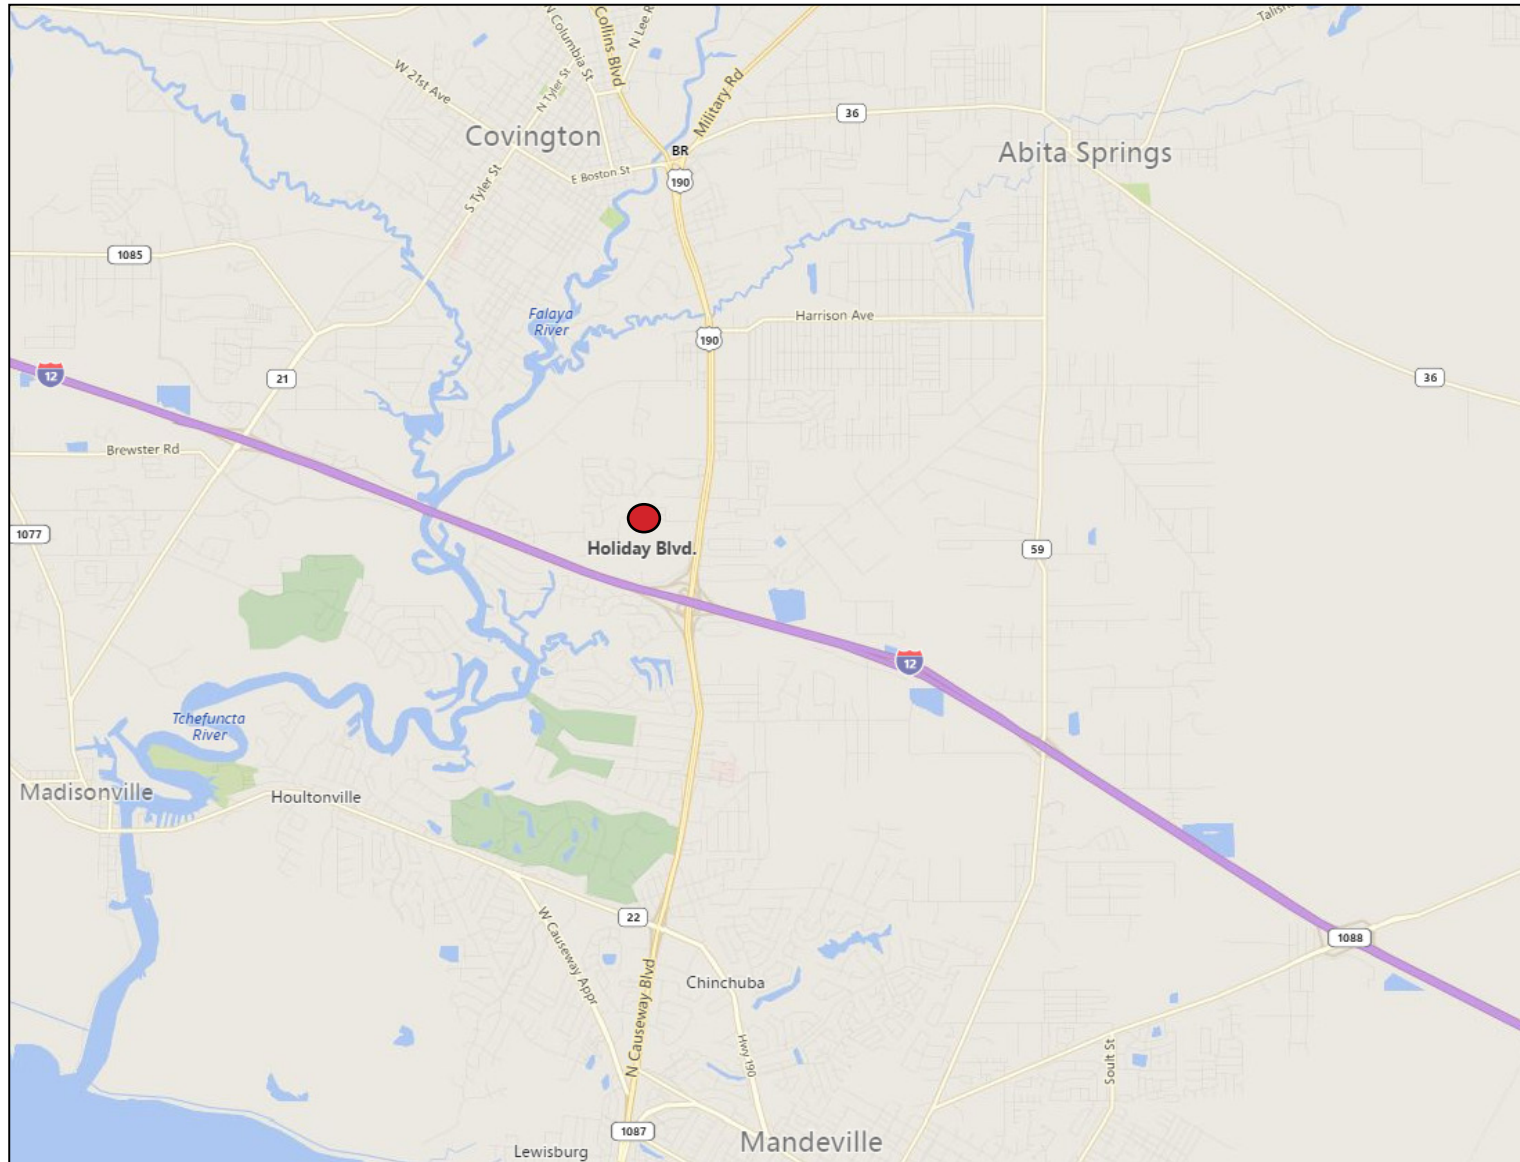 N Columbia St
Collins Blvd
N Lee R
Talish
W 21st Ave
N Tyler St
Military Rd
36
Covington
BR
190
Abita Springs
E Boston St
S Tyler St
1085
Falaya
River
Harrison Ave
190
12
21
36
Brewster Rd
1077
Holiday Blvd.
59
12
Tchefuncta
River
Madisonville
Houltonville
22
W Causeway Appr
1088
Chinchuba
N Causeway Blvd
Hwy 190
Soult St
1087
Lewisburg
Mandeville